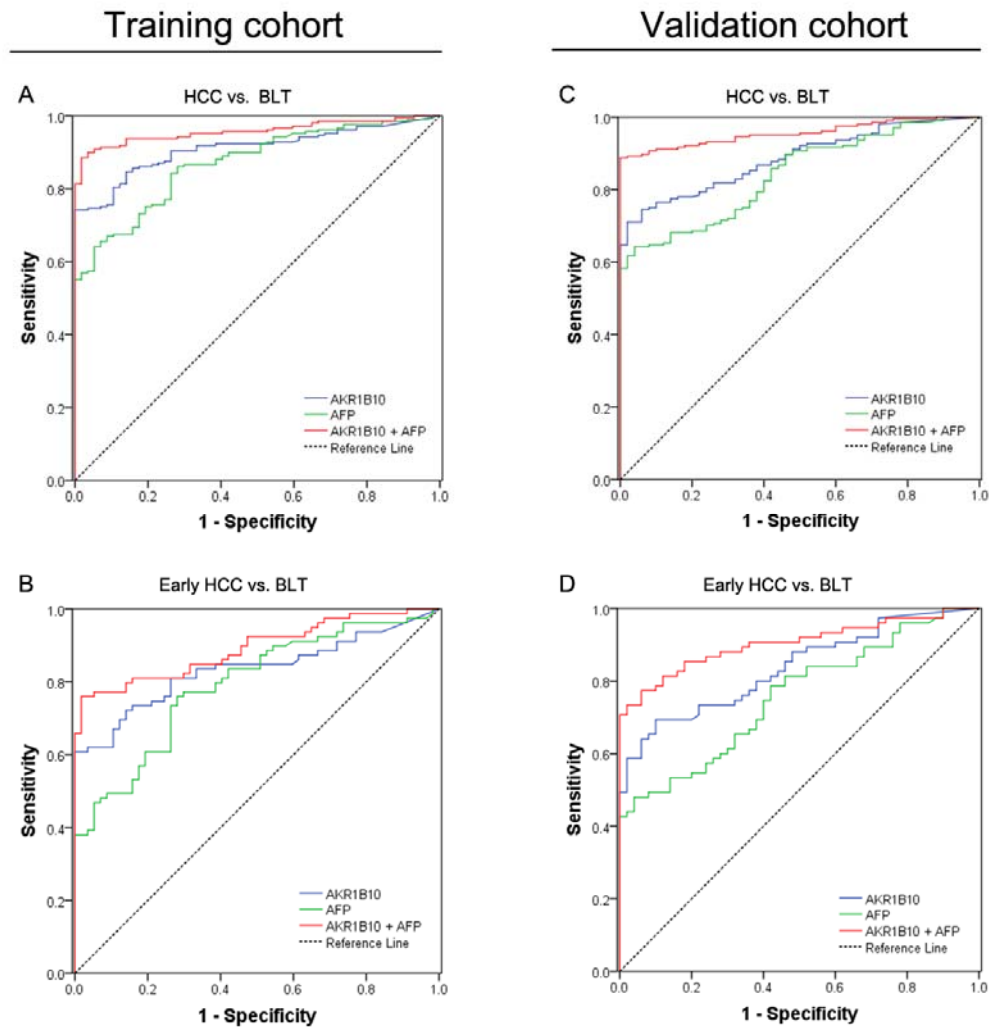 Training cohort
Validation cohort
A
HCC vs. BLT
1.0
0.8
0.6
0.4
0.2
0.0
Sensitivity
AKR1B10
AFP
AKR1B10 + AFP
Reference Line
0.0 0.2 0.4 0.6 0.8 1.0
1 - Specificity
C
HCC vs. BLT
1.0
0.8
0.6
0.4
0.2
0.0
Sensitivity
AKR1B10
AFP
AKR1B10 + AFP
Reference Line
0.0 0.2 0.4 0.6 0.8 1.0
1 - Specificity
B
Early HCC vs. BLT
1.0
0.8
0.6
0.4
0.2
0.0
Sensitivity
AKR1B10
AFP
AKR1B10 + AFP
Reference Line
0.0 0.2 0.4 0.6 0.8 1.0
1 - Specificity
D
Early HCC vs. BLT
1.0
0.8
0.6
0.4
0.2
0.0
Sensitivity
AKR1B10
AFP
AKR1B10 + AFP
Reference Line
0.0 0.2 0.4 0.6 0.8 1.0
1 - Specificity